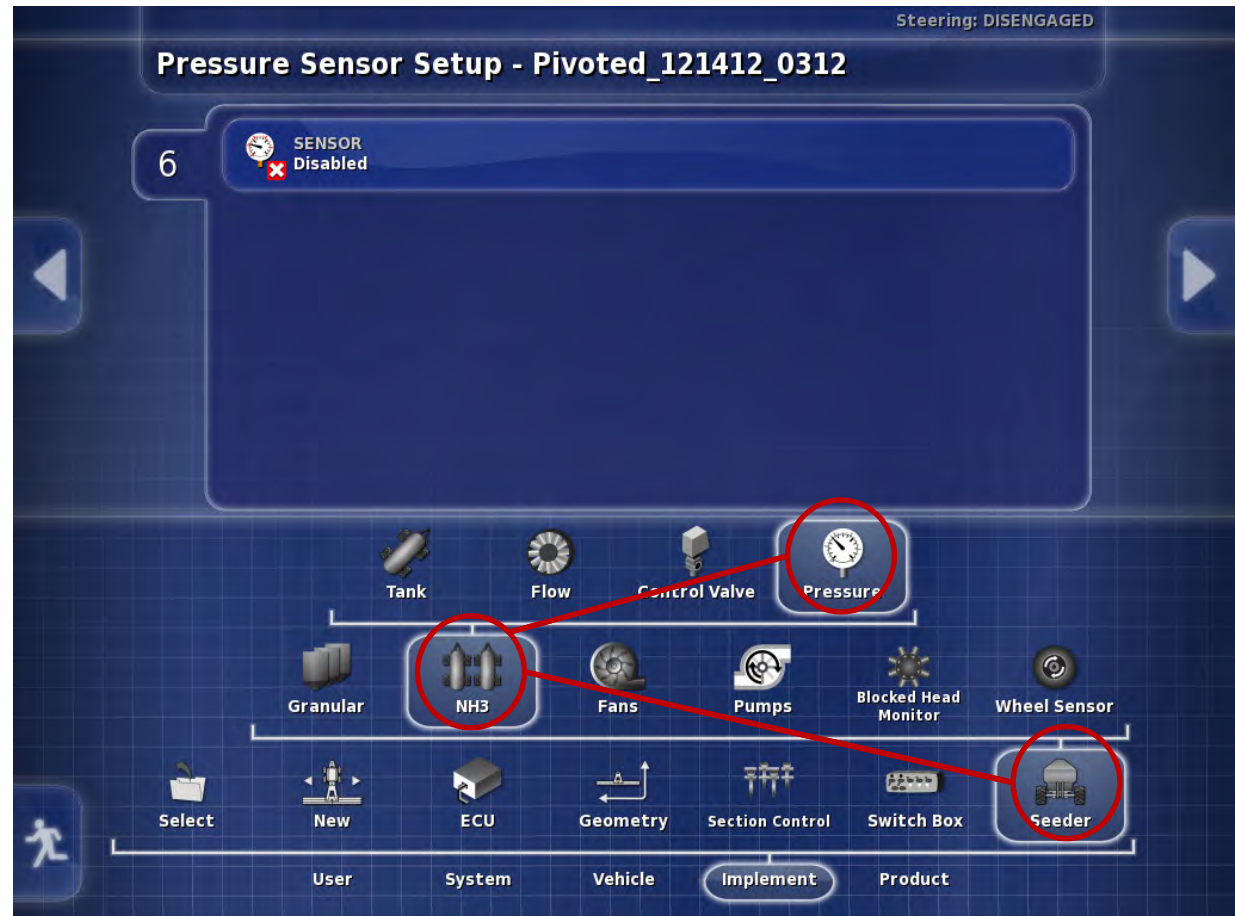 Steering: DISENGAGED
Pressure Sensor Setup - Pivoted_121412_0312
6
SENSOR
Disabled
Tank
Flow
Control Valve
Pressure
Granular
NH3
Fans
Pumps
Blocked Head
Monitor
Wheel Sensor
Select
New
ECU
Geometry
Section Control
Switch Box
Seeder
User
System
Vehicle
Implement
Product